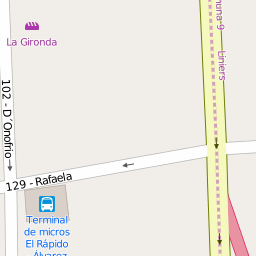 La Gironda
102 - D´Onofrio
129 - Rafaela
Terminal
de micros
El Rápido
Álvarez
Liniers